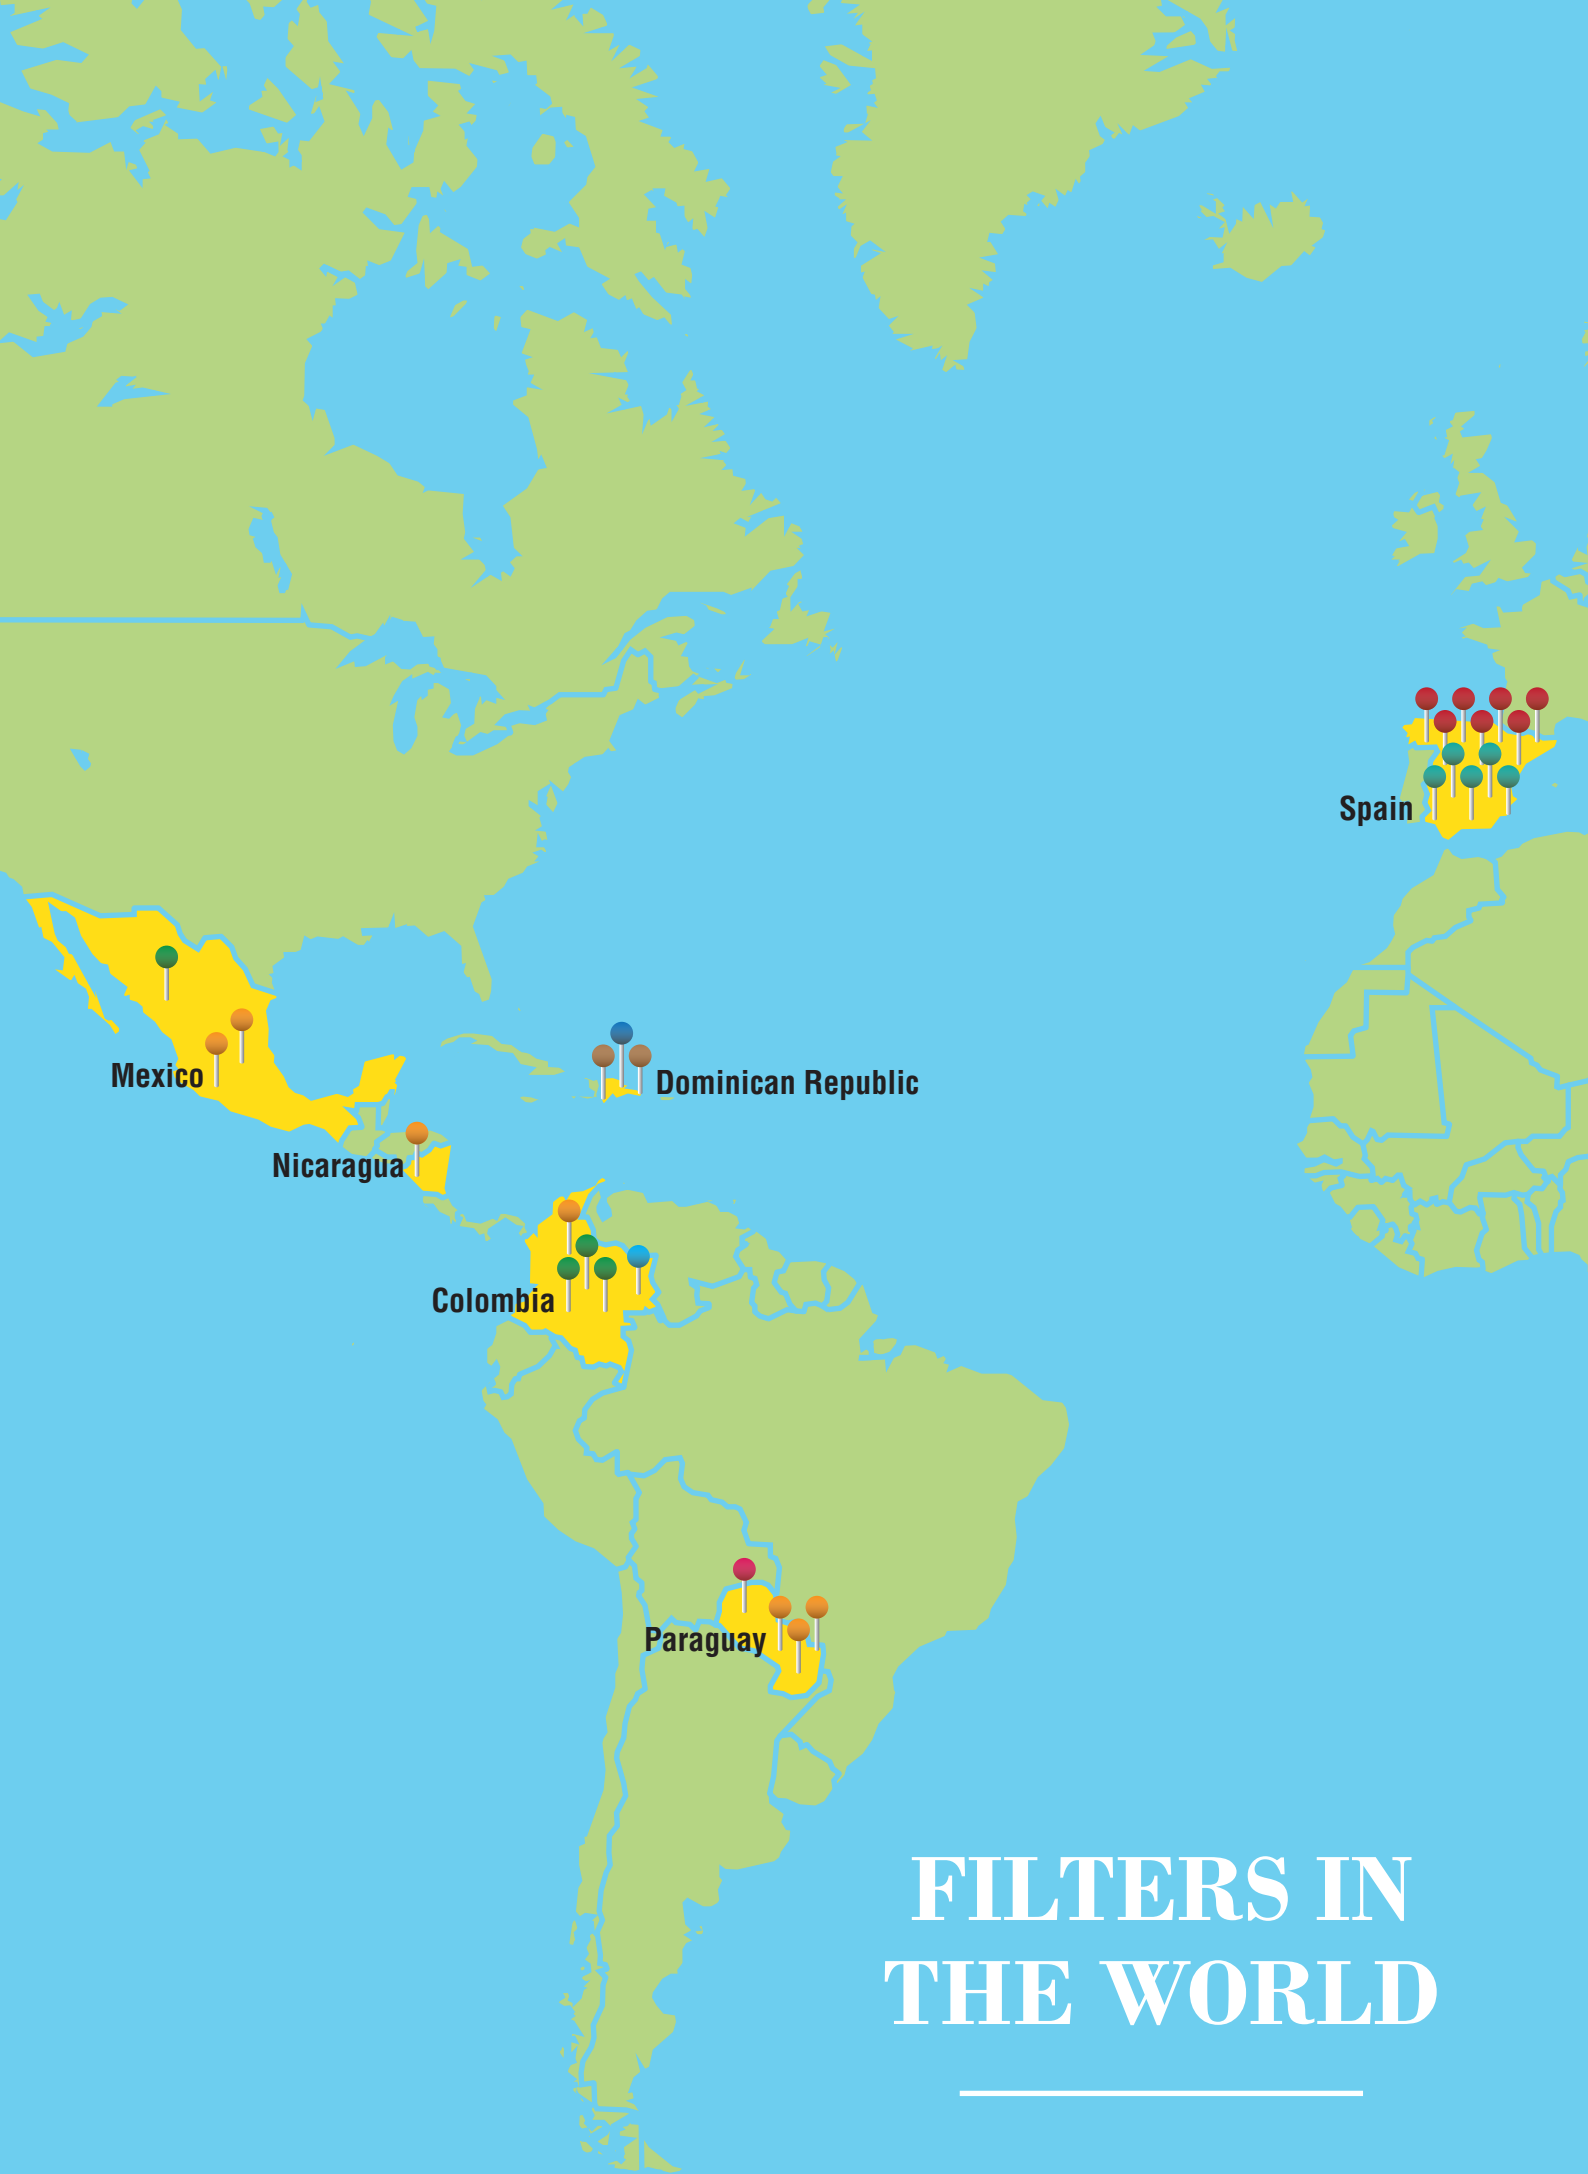 Spain
Mexico
Dominican Republic
Nicaragua
Colombia
Paraguay
FILTERS IN
THE WORLD